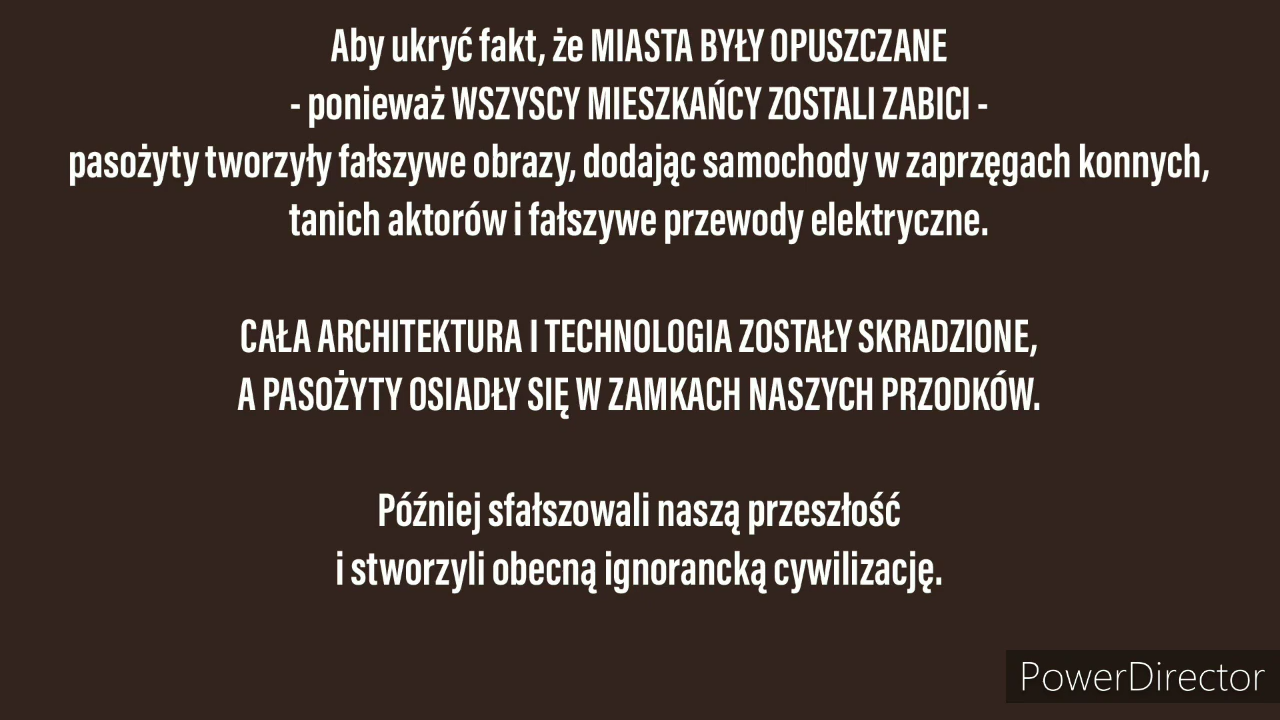 Aby ukryć fakt, że MIASTA BYŁY OPUSZCZANE
- ponieważ WSZYSCY MIESZKAŃCY ZOSTALI ZABICI -
pasożyty tworzyły fałszywe obrazy, dodając samochody w zaprzęgach konnych,
tanich aktorów i fałszywe przewody elektryczne.
CAŁA ARCHITEKTURA I TECHNOLOGIA ZOSTAŁY SKRADZIONE,
A PASOŻYTY OSIADŁY SIĘ W ZAMKACH NASZYCH PRZODKÓW.
Później sfałszowali naszą przeszłość
i stworzyli obecną ignorancką cywilizację.
PowerDirector